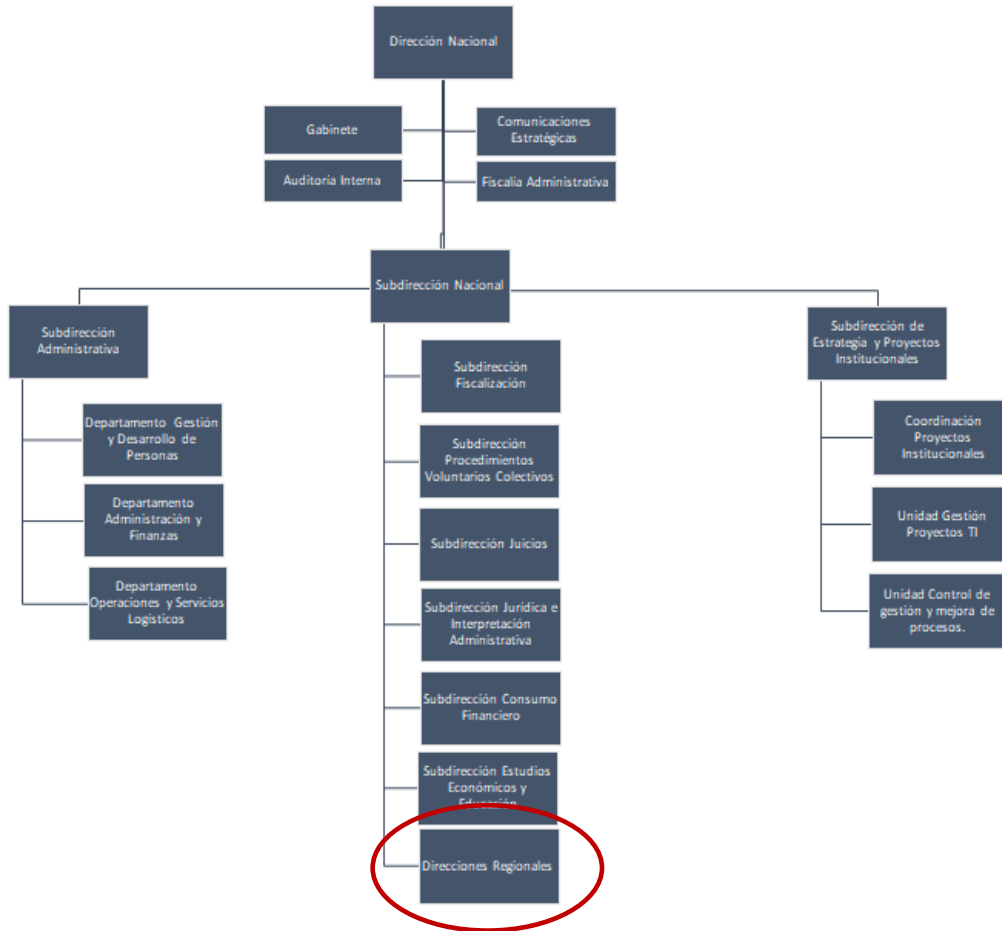 Dirección Nacional
Gabinete
Comunicaciones
Estratégicas
Auditoria Interna
Fiscalía Administrativa
Subdirección Nacional
Subdirección
Administrativa
Subdirección de
Estrategia y Proyectos
Institucionales
Departamento Gestión
y Desarrollo de
Personas
Departamento
Administración y
Finanzas
Departamento
Operaciones y Servicios
Logísticos
Subdirección
Fiscalización
Subdirección
Procedimientos
Voluntarios Colectivos
Subdirección Juicios
Subdirección Jurídica e
Interpretación
Administrativa
Subdirección Consumo
Financiero
Subdirección Estudios
Económicos y
Educación
Direcciones Regionales
Coordinación
Proyectos
Institucionales
Unidad Gestión
Proyectos TI
Unidad Control de
gestión y mejora de
procesos.